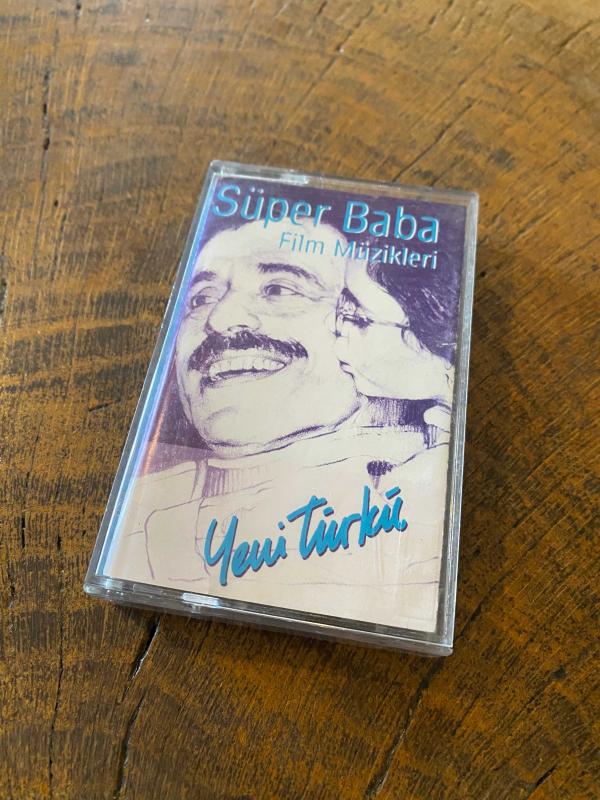 Süper Baba
Film Müzikleri
Yeni Türkü